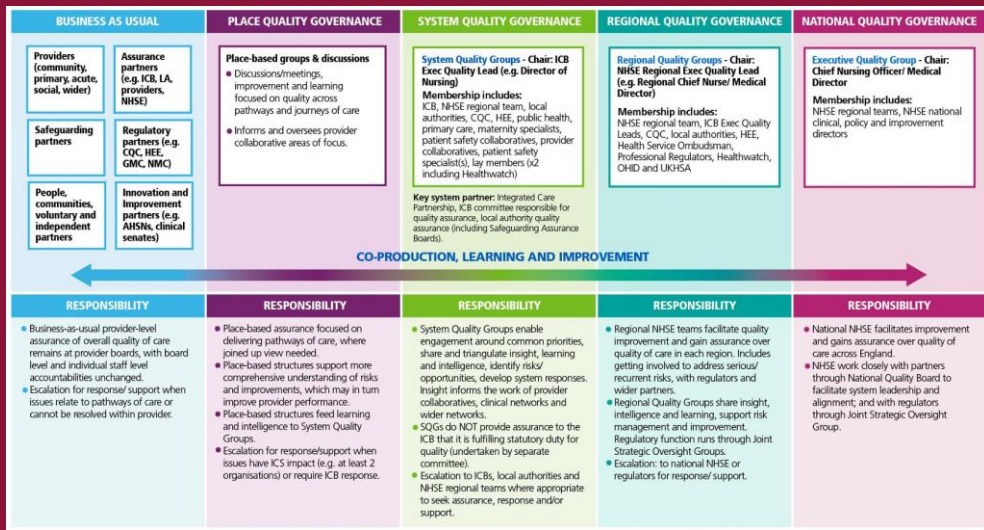 BUSINESS AS USUAL
Providers
(community,
primary, acute,
social, wider)
Assurance
partners
(e.g. ICB, LA,
providers,
NHSE)
Safeguarding
partners
Regulatory
partners (e.g.
CQC, HEE,
GMC, NMC)
People,
communities,
voluntary and
independent
partners
Innovation and
Improvement
partners (e.g.
AHSNs, clinical
senates)
PLACE QUALITY GOVERNANCE
Place-based groups & discussions
• Discussions/meetings,
improvement and learning
focused on quality across
pathways and journeys of care
• Informs and oversees provider
collaborative areas of focus.
SYSTEM QUALITY GOVERNANCE
System Quality Groups - Chair: ICB
Exec Quality Lead (e.g. Director of
Nursing)
Membership includes:
ICB, NHSE regional team, local
authorities, CQC, HEE, public health,
primary care, maternity specialists,
patient safety collaboratives, provider
collaboratives, patient safety
specialist(s), lay members (x2
including Healthwatch)
Key system partner: Integrated Care
Partnership, ICB committee responsible for
quality assurance, local authority quality
assurance (including Safeguarding Assurance
Boards).
REGIONAL QUALITY GOVERNANCE
Regional Quality Groups - Chair:
NHSE Regional Exec Quality Lead
(e.g. Regional Chief Nurse/ Medical
Director)
Membership includes:
NHSE regional team, ICB Exec Quality
Leads, CQC, local authorities, HEE,
Health Service Ombudsman,
Professional Regulators, Healthwatch,
OHID and UKHSA
NATIONAL QUALITY GOVERNANCE
Executive Quality Group - Chair:
Chief Nursing Officer/ Medical
Director
Membership includes:
NHSE regional teams, NHSE national
clinical, policy and improvement
directors
CO-PRODUCTION, LEARNING AND IMPROVEMENT
RESPONSIBILITY
• Business-as-usual provider-level
assurance of overall quality of care
remains at provider boards, with board
level and individual staff level
accountabilities unchanged.
• Escalation for response/ support when
issues relate to pathways of care or
cannot be resolved within provider.
RESPONSIBILITY
• Place-based assurance focused on
delivering pathways of care, where
joined up view needed.
• Place-based structures support more
comprehensive understanding of risks
and improvements, which may in turn
improve provider performance.
• Place-based structures feed learning
and intelligence to System Quality
Groups.
• Escalation for response/support when
issues have ICS impact (e.g. at least 2
organisations) or require ICB response.
RESPONSIBILITY
• System Quality Groups enable
engagement around common priorities,
share and triangulate insight, learning
and intelligence, identify risks/
opportunities, develop system responses.
Insight informs the work of provider
collaboratives, clinical networks and
wider networks.
• SQGs do NOT provide assurance to the
ICB that it is fulfilling statutory duty for
quality (undertaken by separate
committee).
• Escalation to ICBs, local authorities and
NHSE regional teams where appropriate
to seek assurance, response and/or
support.
RESPONSIBILITY
• Regional NHSE teams facilitate quality
improvement and gain assurance over
quality of care in each region. Includes
getting involved to address serious/
recurrent risks, with regulators and
wider partners.
• Regional Quality Groups share insight,
intelligence and learning, support risk
management and improvement.
Regulatory function runs through Joint
Strategic Oversight Groups.
• Escalation: to national NHSE or
regulators for response/ support.
RESPONSIBILITY
• National NHSE facilitates improvement
and gains assurance over quality of
care across England.
• NHSE work closely with partners
through National Quality Board to
facilitate system leadership and
alignment; and with regulators
through Joint Strategic Oversight
Group.